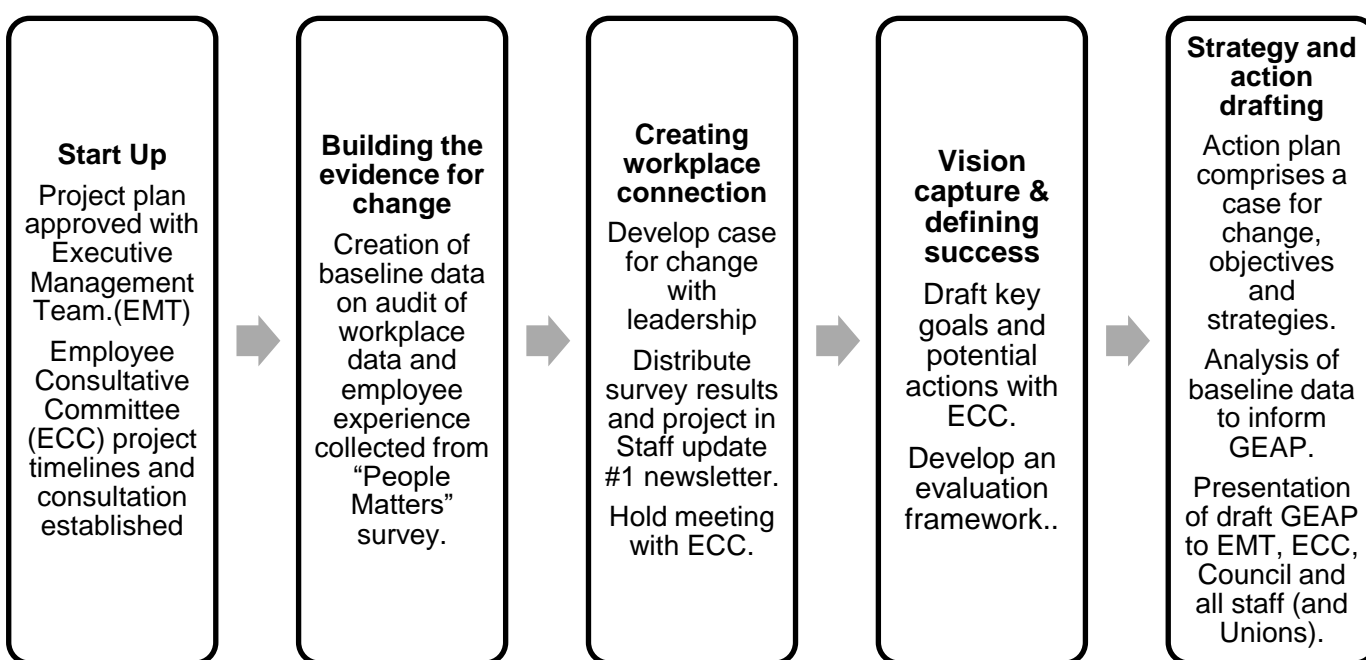 Start Up
Project plan
approved with
Executive
Management
Team.(EMT)
Employee
Consultative
Committee
(ECC) project
timelines and
consultation
established
Building the
evidence for
change
Creation of
baseline data
on audit of
workplace
data and
employee
experience
collected from
“People
Matters”
survey.
Creating
workplace
connection
Develop case
for change
with
leadership
Distribute
survey results
and project in
Staff update
#1 newsletter.
Hold meeting
with ECC.
Vision
capture &
defining
success
Draft key
goals and
potential
actions with
ECC.
Develop an
evaluation
framework..
Strategy and
action
drafting
Action plan
comprises a
case for
change,
objectives
and
strategies.
Analysis of
baseline data
to inform
GEAP.
Presentation
of draft GEAP
to EMT, ECC,
Council and
all staff (and
Unions).